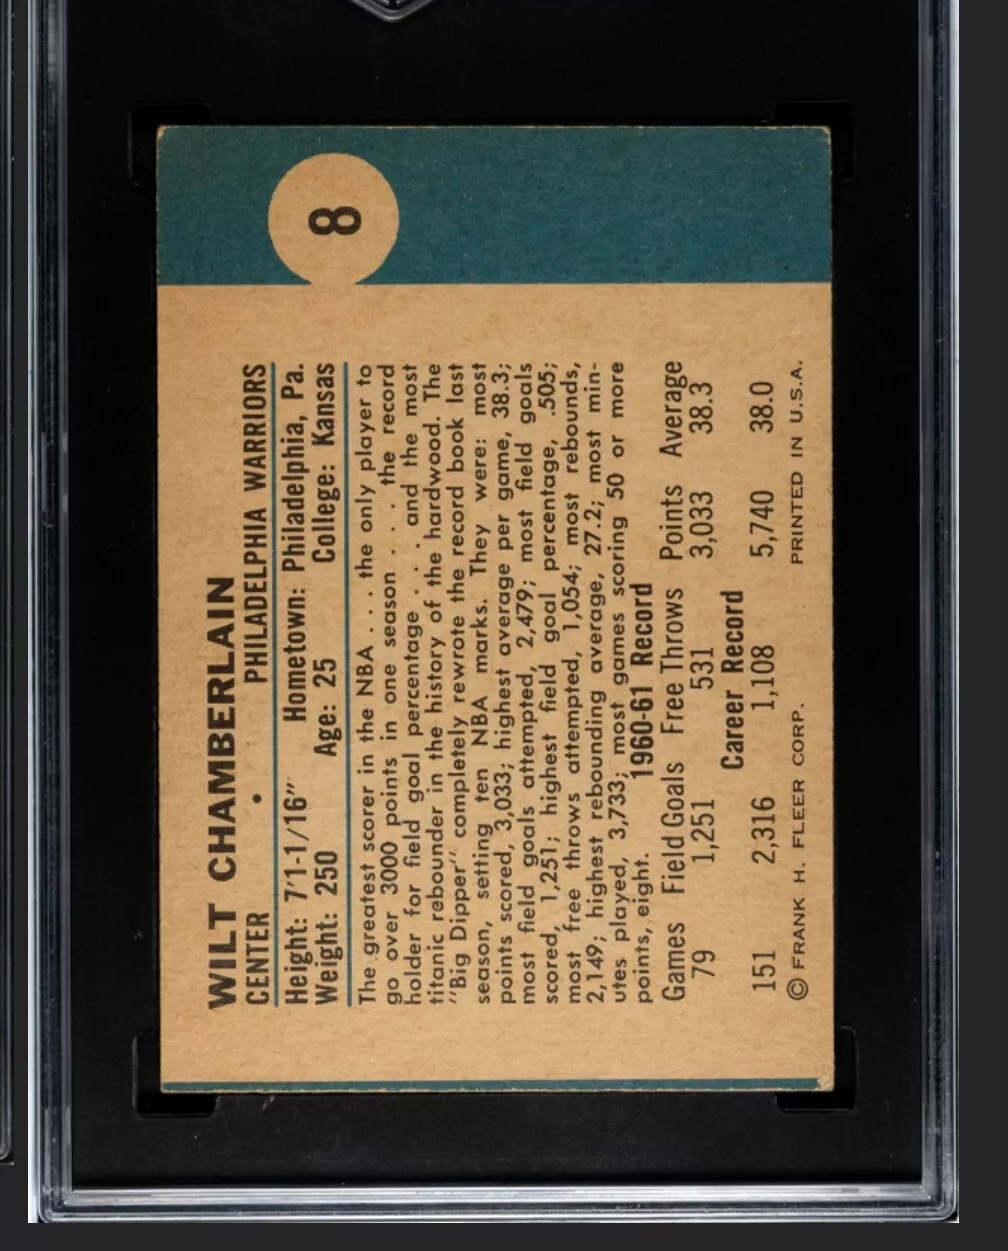 8
WILT CHAMBERLAIN
CENTER • PHILADELPHIA WARRIORS
Height: 7'1-1/16" Hometown: Philadelphia, Pa.
Weight: 250 Age: 25 College: Kansas
The greatest scorer in the NBA . . . the only player to
go over 3000 points in one season . . . the record
holder for field goal percentage . . . and the most
titanic rebounder in the history of the hardwood. The
"Big Dipper" completely rewrote the record book last
season, setting ten NBA marks. They were: most
points scored, 3,033; highest average per game, 38.3;
most field goals attempted, 2,479; most field goals
scored, 1,251; highest field goal percentage, .505;
most free throws attempted, 1,054; most rebounds,
2,149; highest rebounding average, 27.2; most min-
utes played, 3,733; most games scoring 50 or more
points, eight.
1960-61 Record
Games Field Goals Free Throws Points Average
79 1,251 531 3,033 38.3
Career Record
151 2,316 1,108 5,740 38.0
© FRANK H. FLEER CORP. PRINTED IN U.S.A.